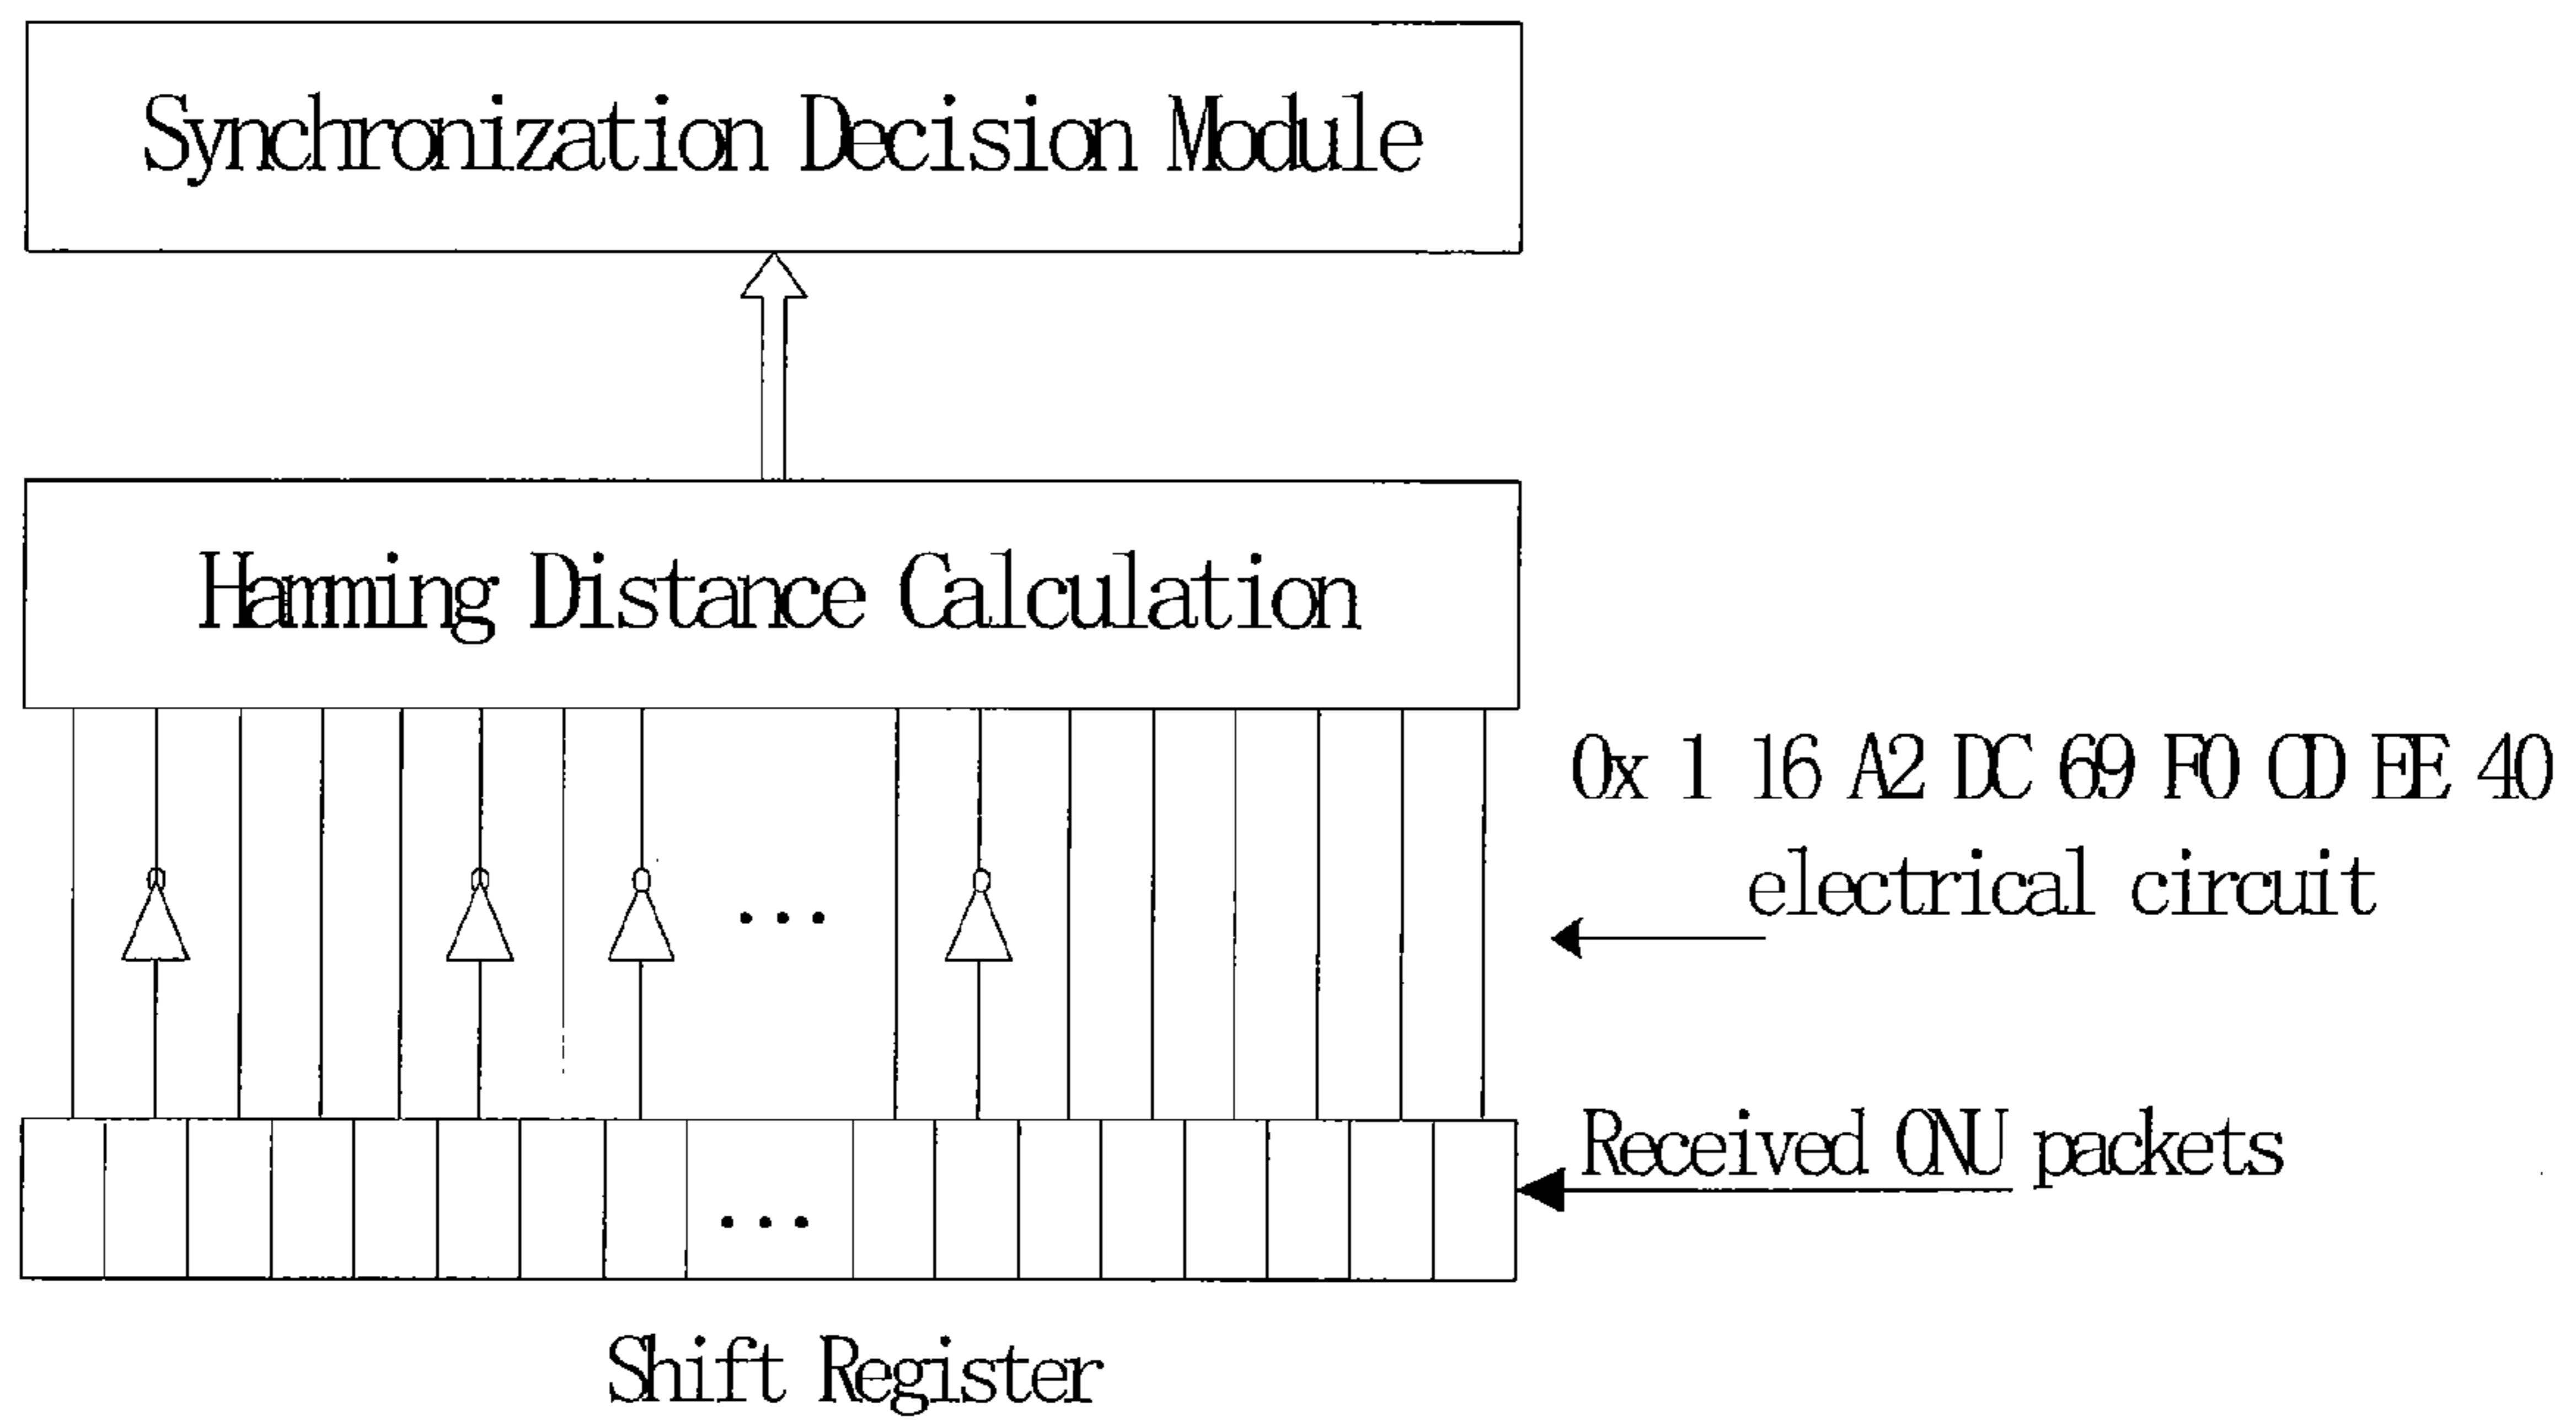 Synchronization Decision Module
Hamming Distance Calculation
0x 1 16 A2 DC 69 F0 CD EE 40
electrical circuit
...
Received ONU packets
...
Shift Register